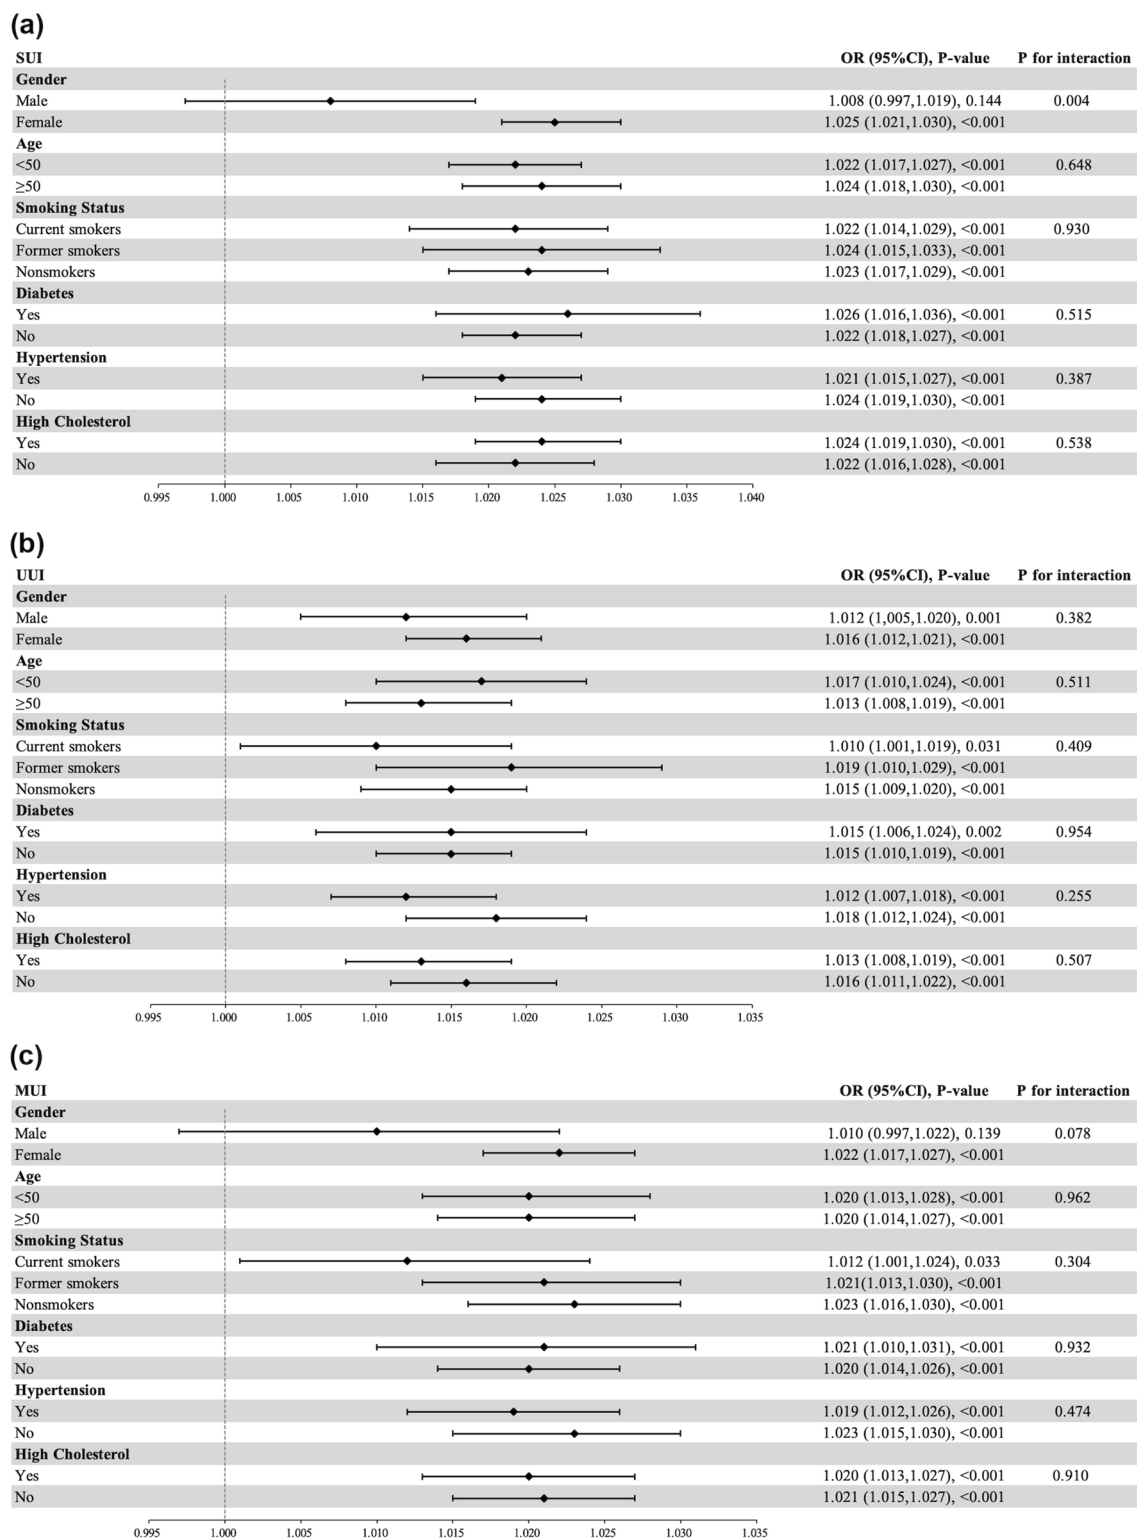 (a)
SUI OR (95%CI), P-value P for interaction
Gender
Male 1.008 (0.997,1.019), 0.144 0.004
Female 1.025 (1.021,1.030), <0.001
Age
<50 1.022 (1.017,1.027), <0.001 0.648
≥50 1.024 (1.018,1.030), <0.001
Smoking Status
Current smokers 1.022 (1.014,1.029), <0.001 0.930
Former smokers 1.024 (1.015,1.033), <0.001
Nonsmokers 1.023 (1.017,1.029), <0.001
Diabetes
Yes 1.026 (1.016,1.036), <0.001 0.515
No 1.022 (1.018,1.027), <0.001
Hypertension
Yes 1.021 (1.015,1.027), <0.001 0.387
No 1.024 (1.019,1.030), <0.001
High Cholesterol
Yes 1.024 (1.019,1.030), <0.001 0.538
No 1.022 (1.016,1.028), <0.001
0.995 1.000 1.005 1.010 1.015 1.020 1.025 1.030 1.035 1.040
(b)
UUI OR (95%CI), P-value P for interaction
Gender
Male 1.012 (1,005,1.020), 0.001 0.382
Female 1.016 (1.012,1.021), <0.001
Age
<50 1.017 (1.010,1.024), <0.001 0.511
≥50 1.013 (1.008,1.019), <0.001
Smoking Status
Current smokers 1.010 (1.001,1.019), 0.031 0.409
Former smokers 1.019 (1.010,1.029), <0.001
Nonsmokers 1.015 (1.009,1.020), <0.001
Diabetes
Yes 1.015 (1.006,1.024), 0.002 0.954
No 1.015 (1.010,1.019), <0.001
Hypertension
Yes 1.012 (1.007,1.018), <0.001 0.255
No 1.018 (1.012,1.024), <0.001
High Cholesterol
Yes 1.013 (1.008,1.019), <0.001 0.507
No 1.016 (1.011,1.022), <0.001
0.995 1.000 1.005 1.010 1.015 1.020 1.025 1.030 1.035
(c)
MUI OR (95%CI), P-value P for interaction
Gender
Male 1.010 (0.997,1.022), 0.139 0.078
Female 1.022 (1.017,1.027), <0.001
Age
<50 1.020 (1.013,1.028), <0.001 0.962
≥50 1.020 (1.014,1.027), <0.001
Smoking Status
Current smokers 1.012 (1.001,1.024), 0.033 0.304
Former smokers 1.021(1.013,1.030), <0.001
Nonsmokers 1.023 (1.016,1.030), <0.001
Diabetes
Yes 1.021 (1.010,1.031), <0.001 0.932
No 1.020 (1.014,1.026), <0.001
Hypertension
Yes 1.019 (1.012,1.026), <0.001 0.474
No 1.023 (1.015,1.030), <0.001
High Cholesterol
Yes 1.020 (1.013,1.027), <0.001 0.910
No 1.021 (1.015,1.027), <0.001
0.995 1.000 1.005 1.010 1.015 1.020 1.025 1.030 1.035